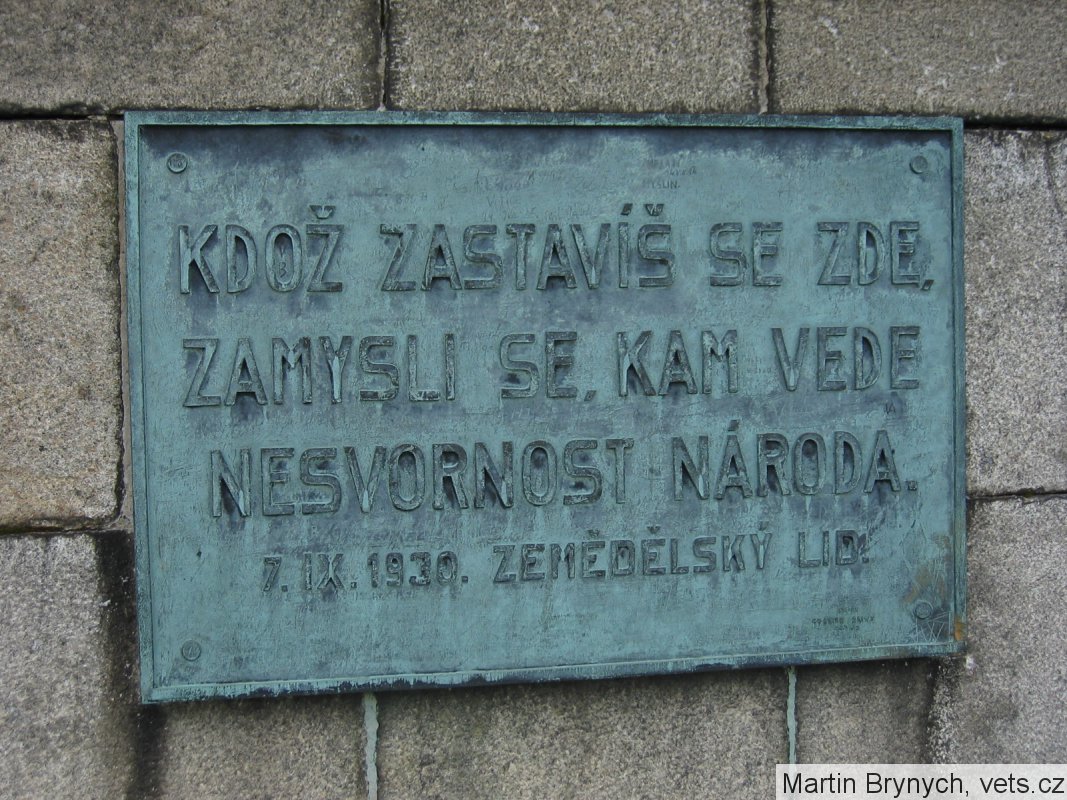 KDOŽ ZASTAVÍŠ SE ZDE,
ZAMYSLI SE, KAM VEDE
NESVORNOST NÁRODA.
7. IX. 1930. ZEMĚDĚLSKÝ LID.
Martin Brynych, vets.cz